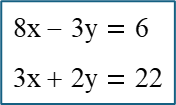 8x – 3y = 6
3x + 2y = 22